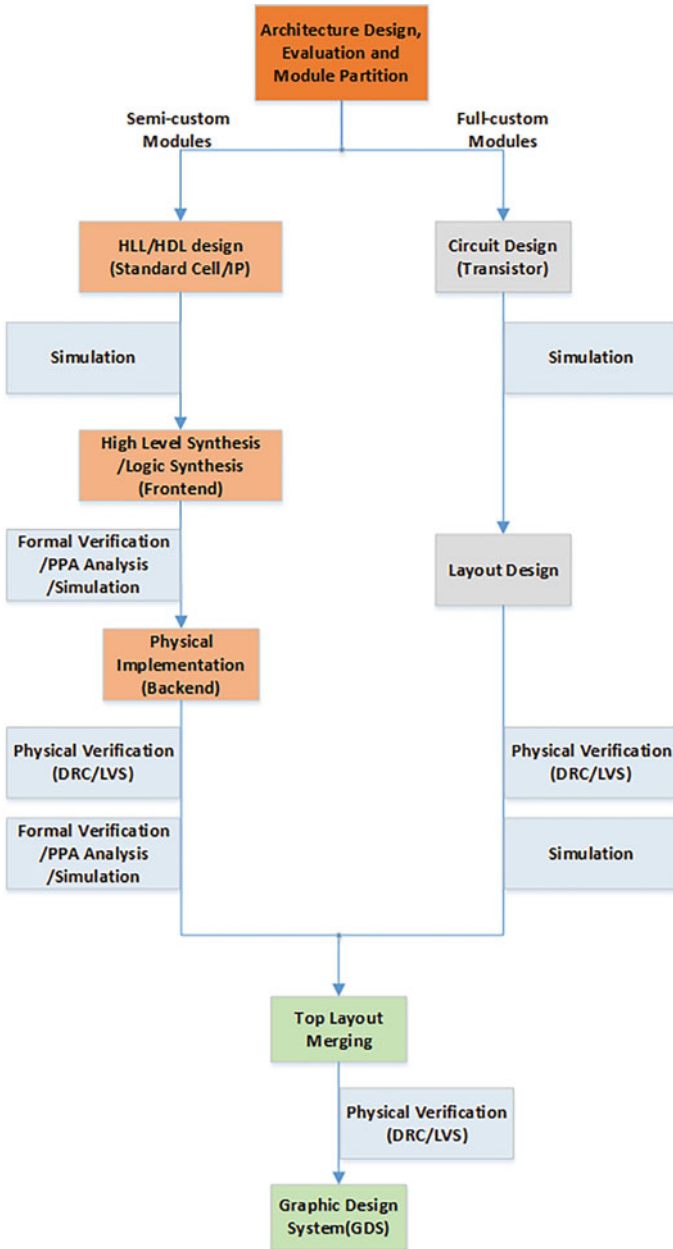 Architecture Design,
Evaluation and
Module Partition
Semi-custom
Modules
Full-custom
Modules
HLL/HDL design
(Standard Cell/IP)
Circuit Design
(Transistor)
Simulation
Simulation
High Level Synthesis
/Logic Synthesis
(Frontend)
Formal Verification
/PPA Analysis
/Simulation
Layout Design
Physical
Implementation
(Backend)
Physical Verification
(DRC/LVS)
Physical Verification
(DRC/LVS)
Formal Verification
/PPA Analysis
/Simulation
Simulation
Top Layout
Merging
Physical Verification
(DRC/LVS)
Graphic Design
System(GDS)